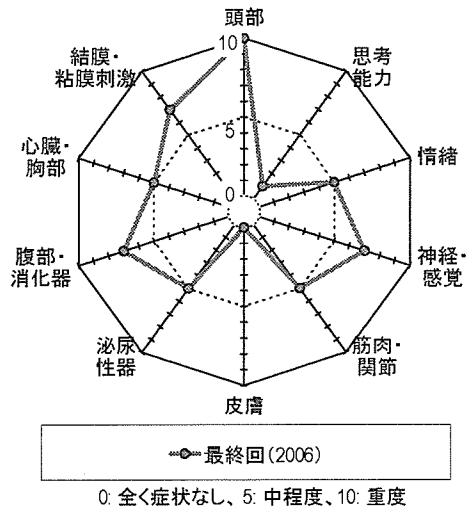 頭部
10
結膜・
粘膜刺激
思考
能力
5
心臓・
胸部
情緒
0
腹部・
消化器
神経・
感覚
泌尿
性器
筋肉・
関節
皮膚
最終回(2006)
0: 全く症状なし、5: 中程度、10: 重度